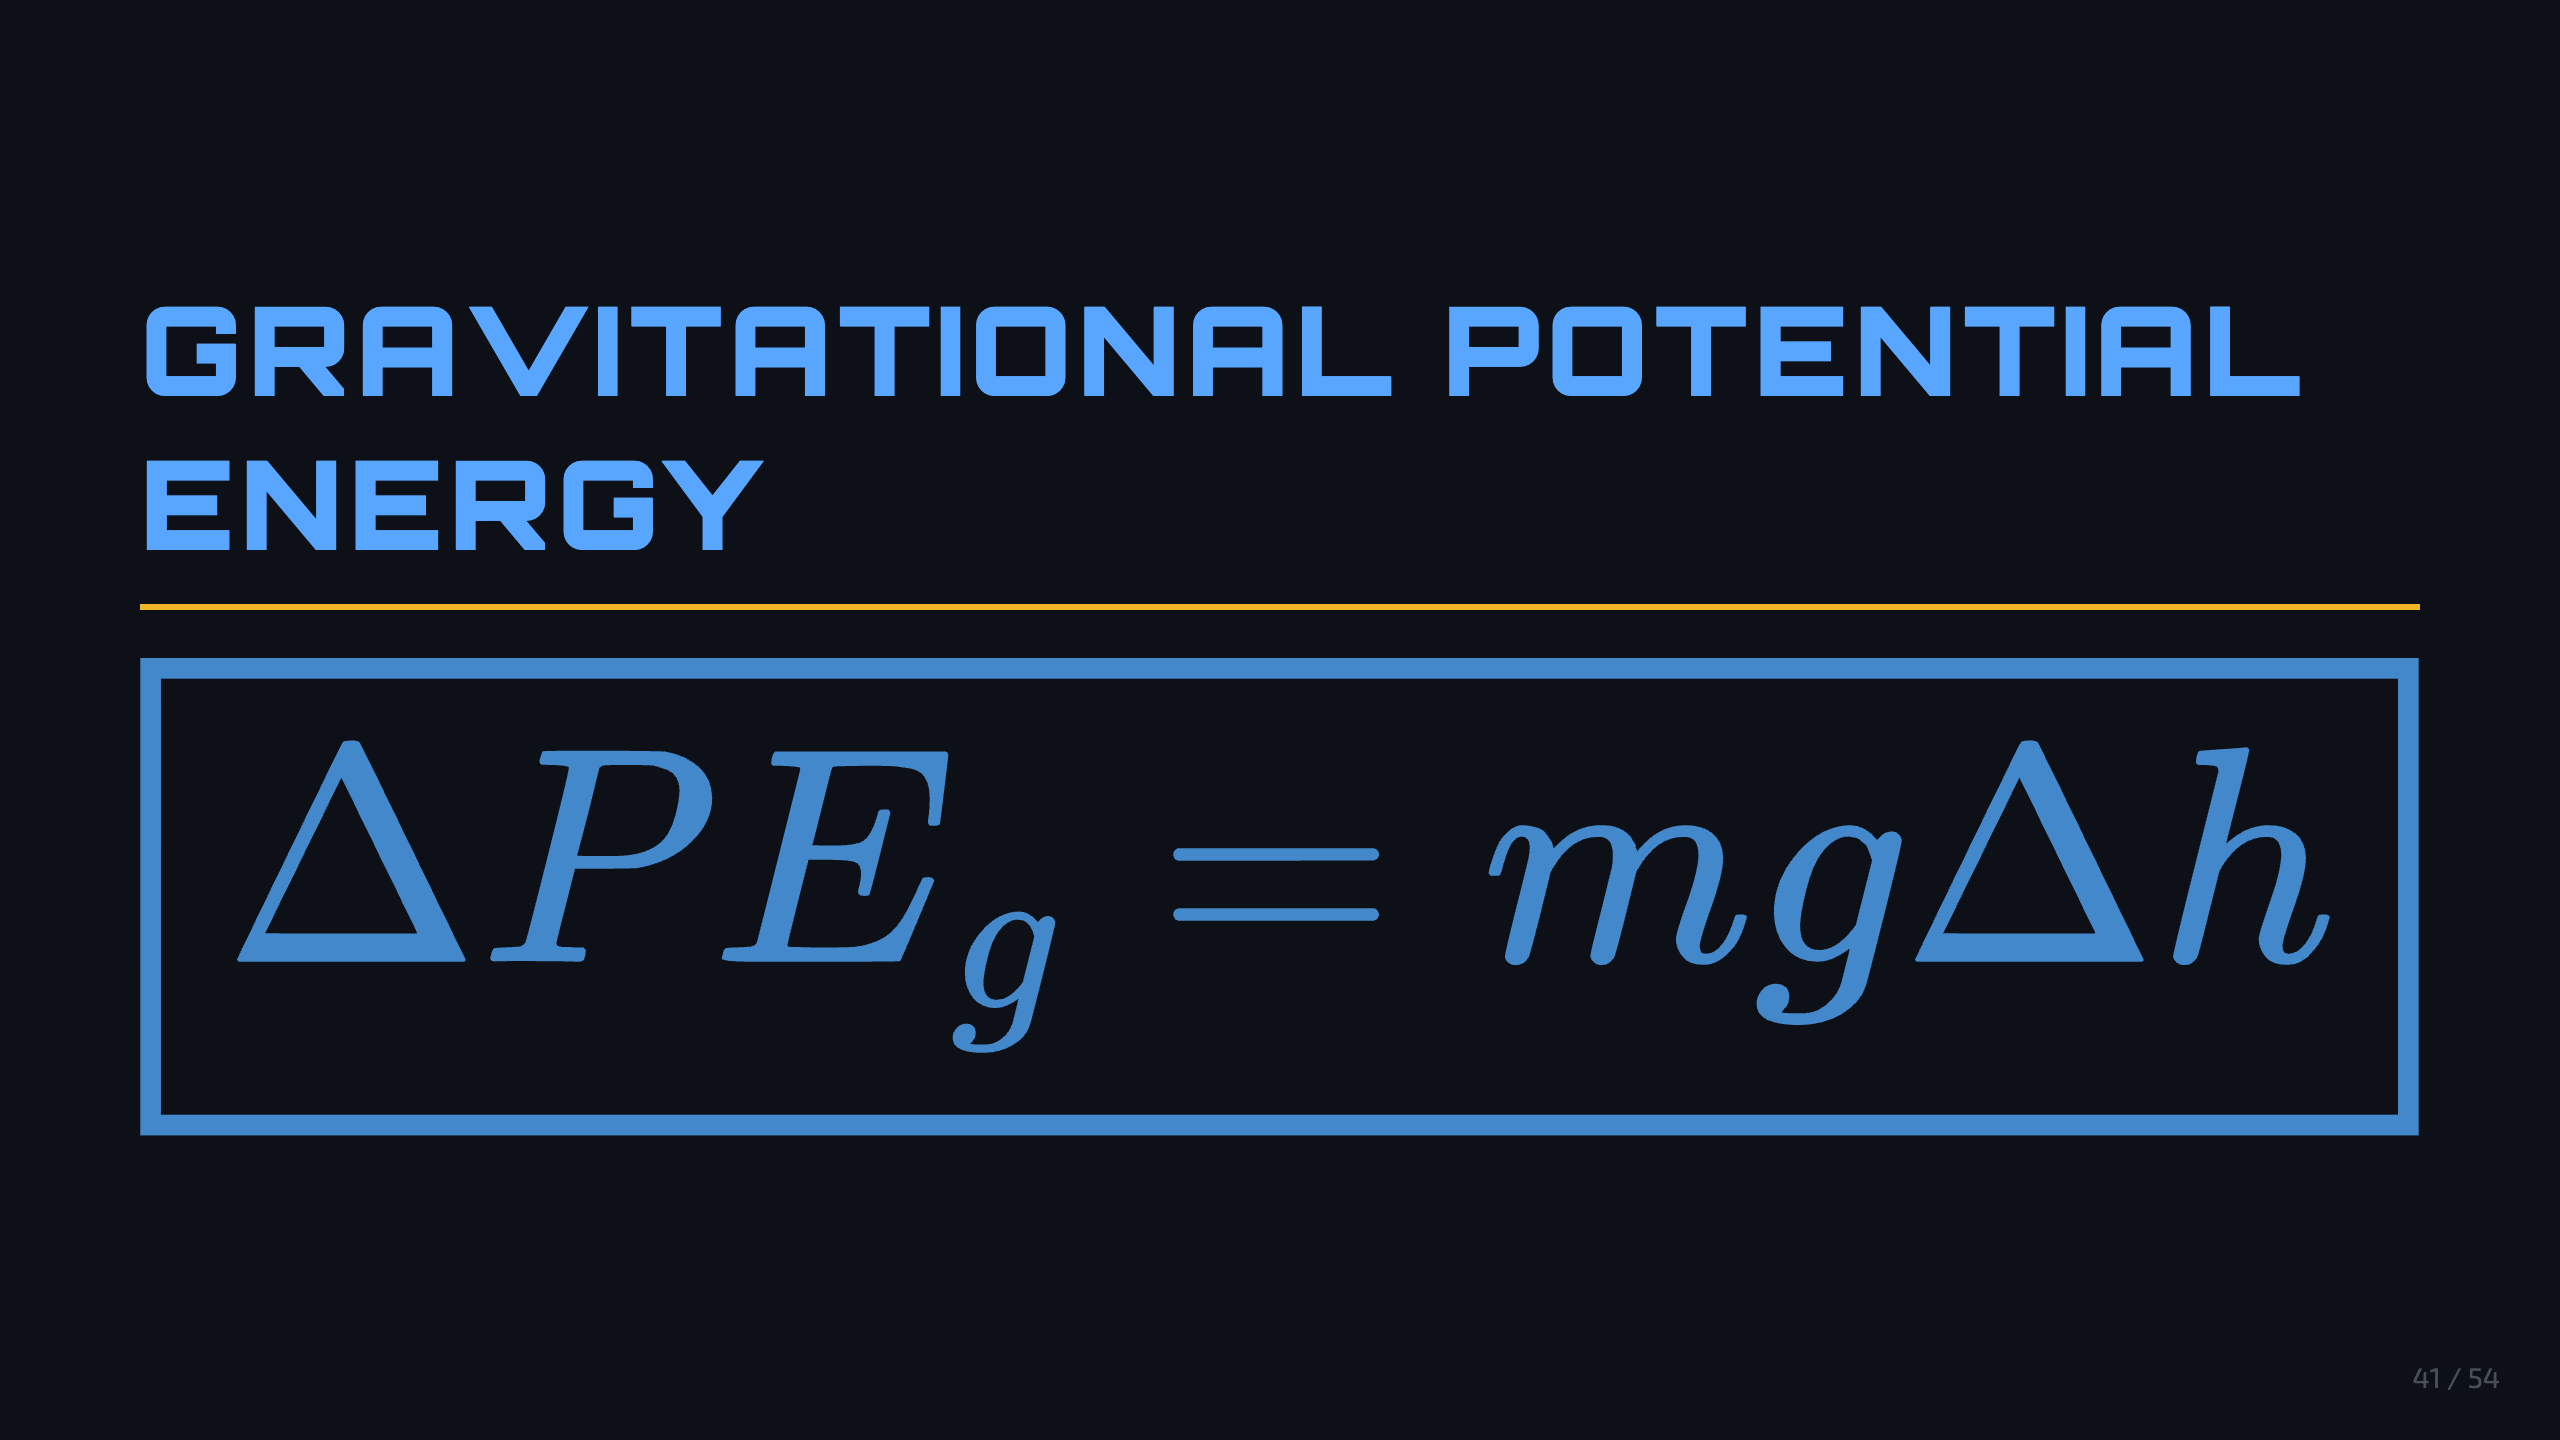 GRAVITATIONAL POTENTIAL
ENERGY
ΔPE_g = mgΔh
41 / 54